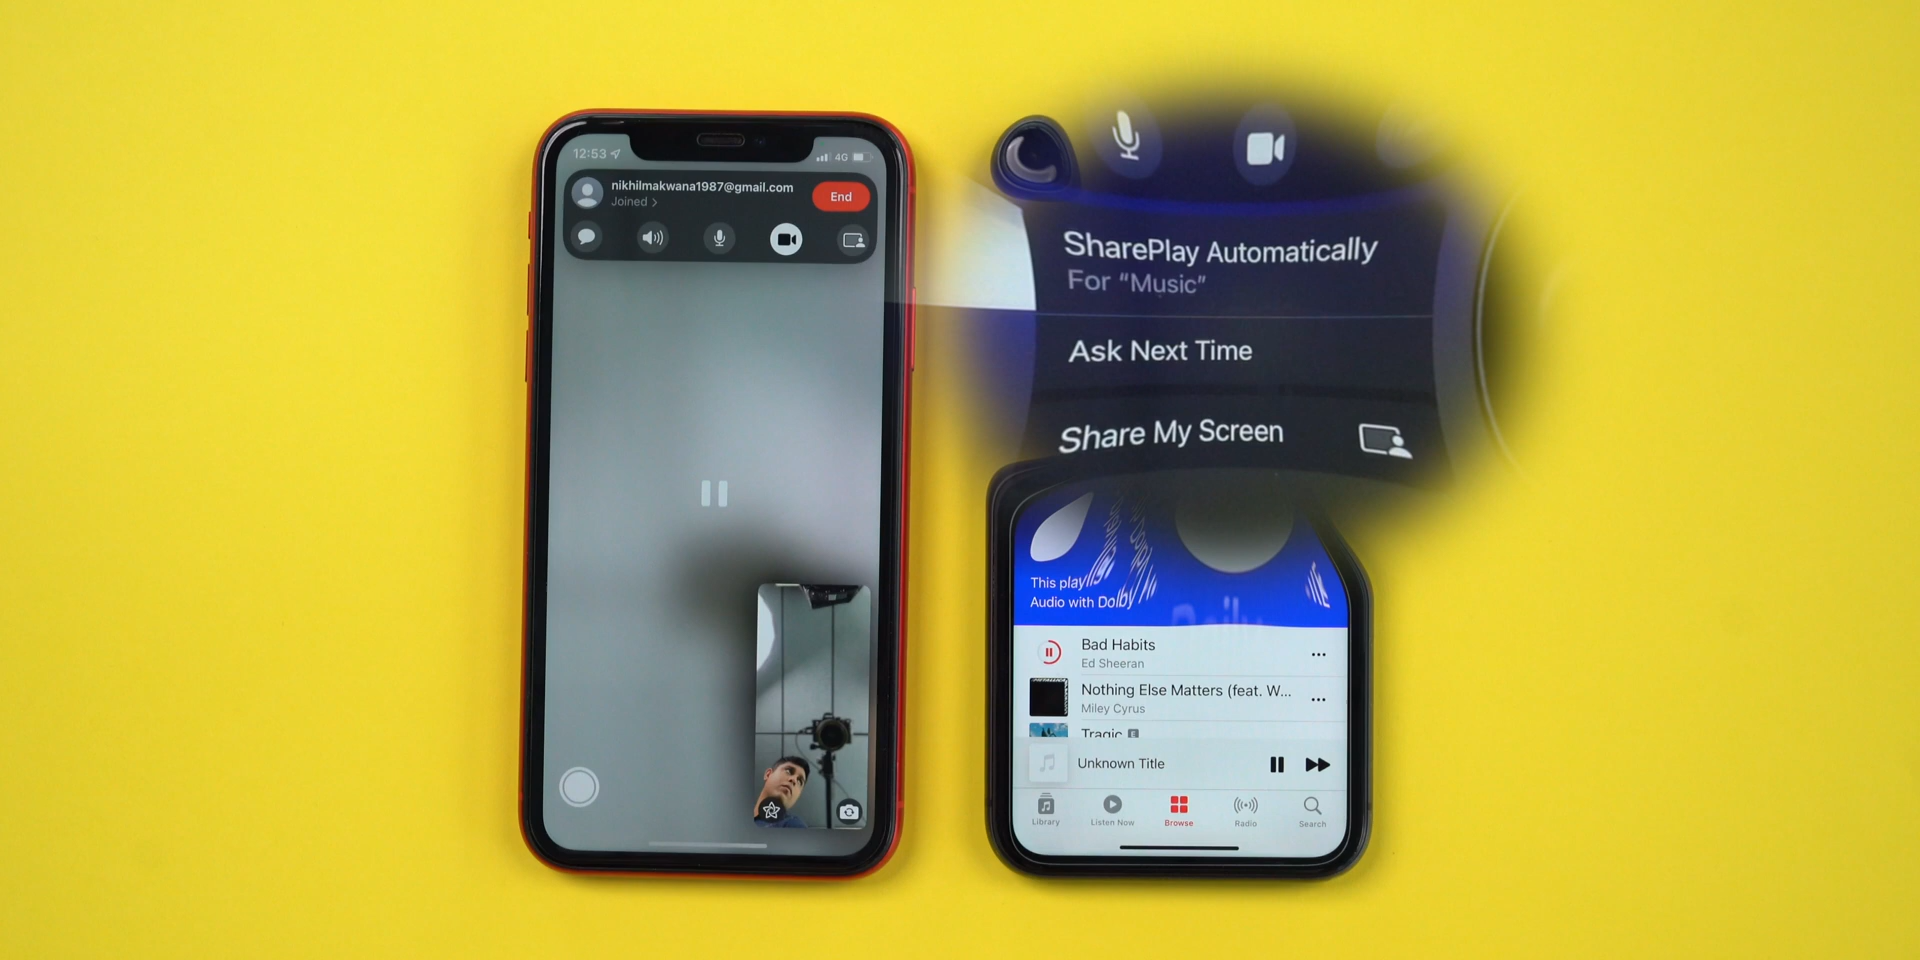 12:53
4G
nikhilmakwana1987@gmail.com
Joined
End
SharePlay Automatically
For “Music”
Ask Next Time
Share My Screen
This playlis
Audio with Dolby
Daily
Bad Habits
Ed Sheeran
Nothing Else Matters (feat. W...
Miley Cyrus
Tragic E
Unknown Title
Library
Listen Now
Browse
Radio
Search